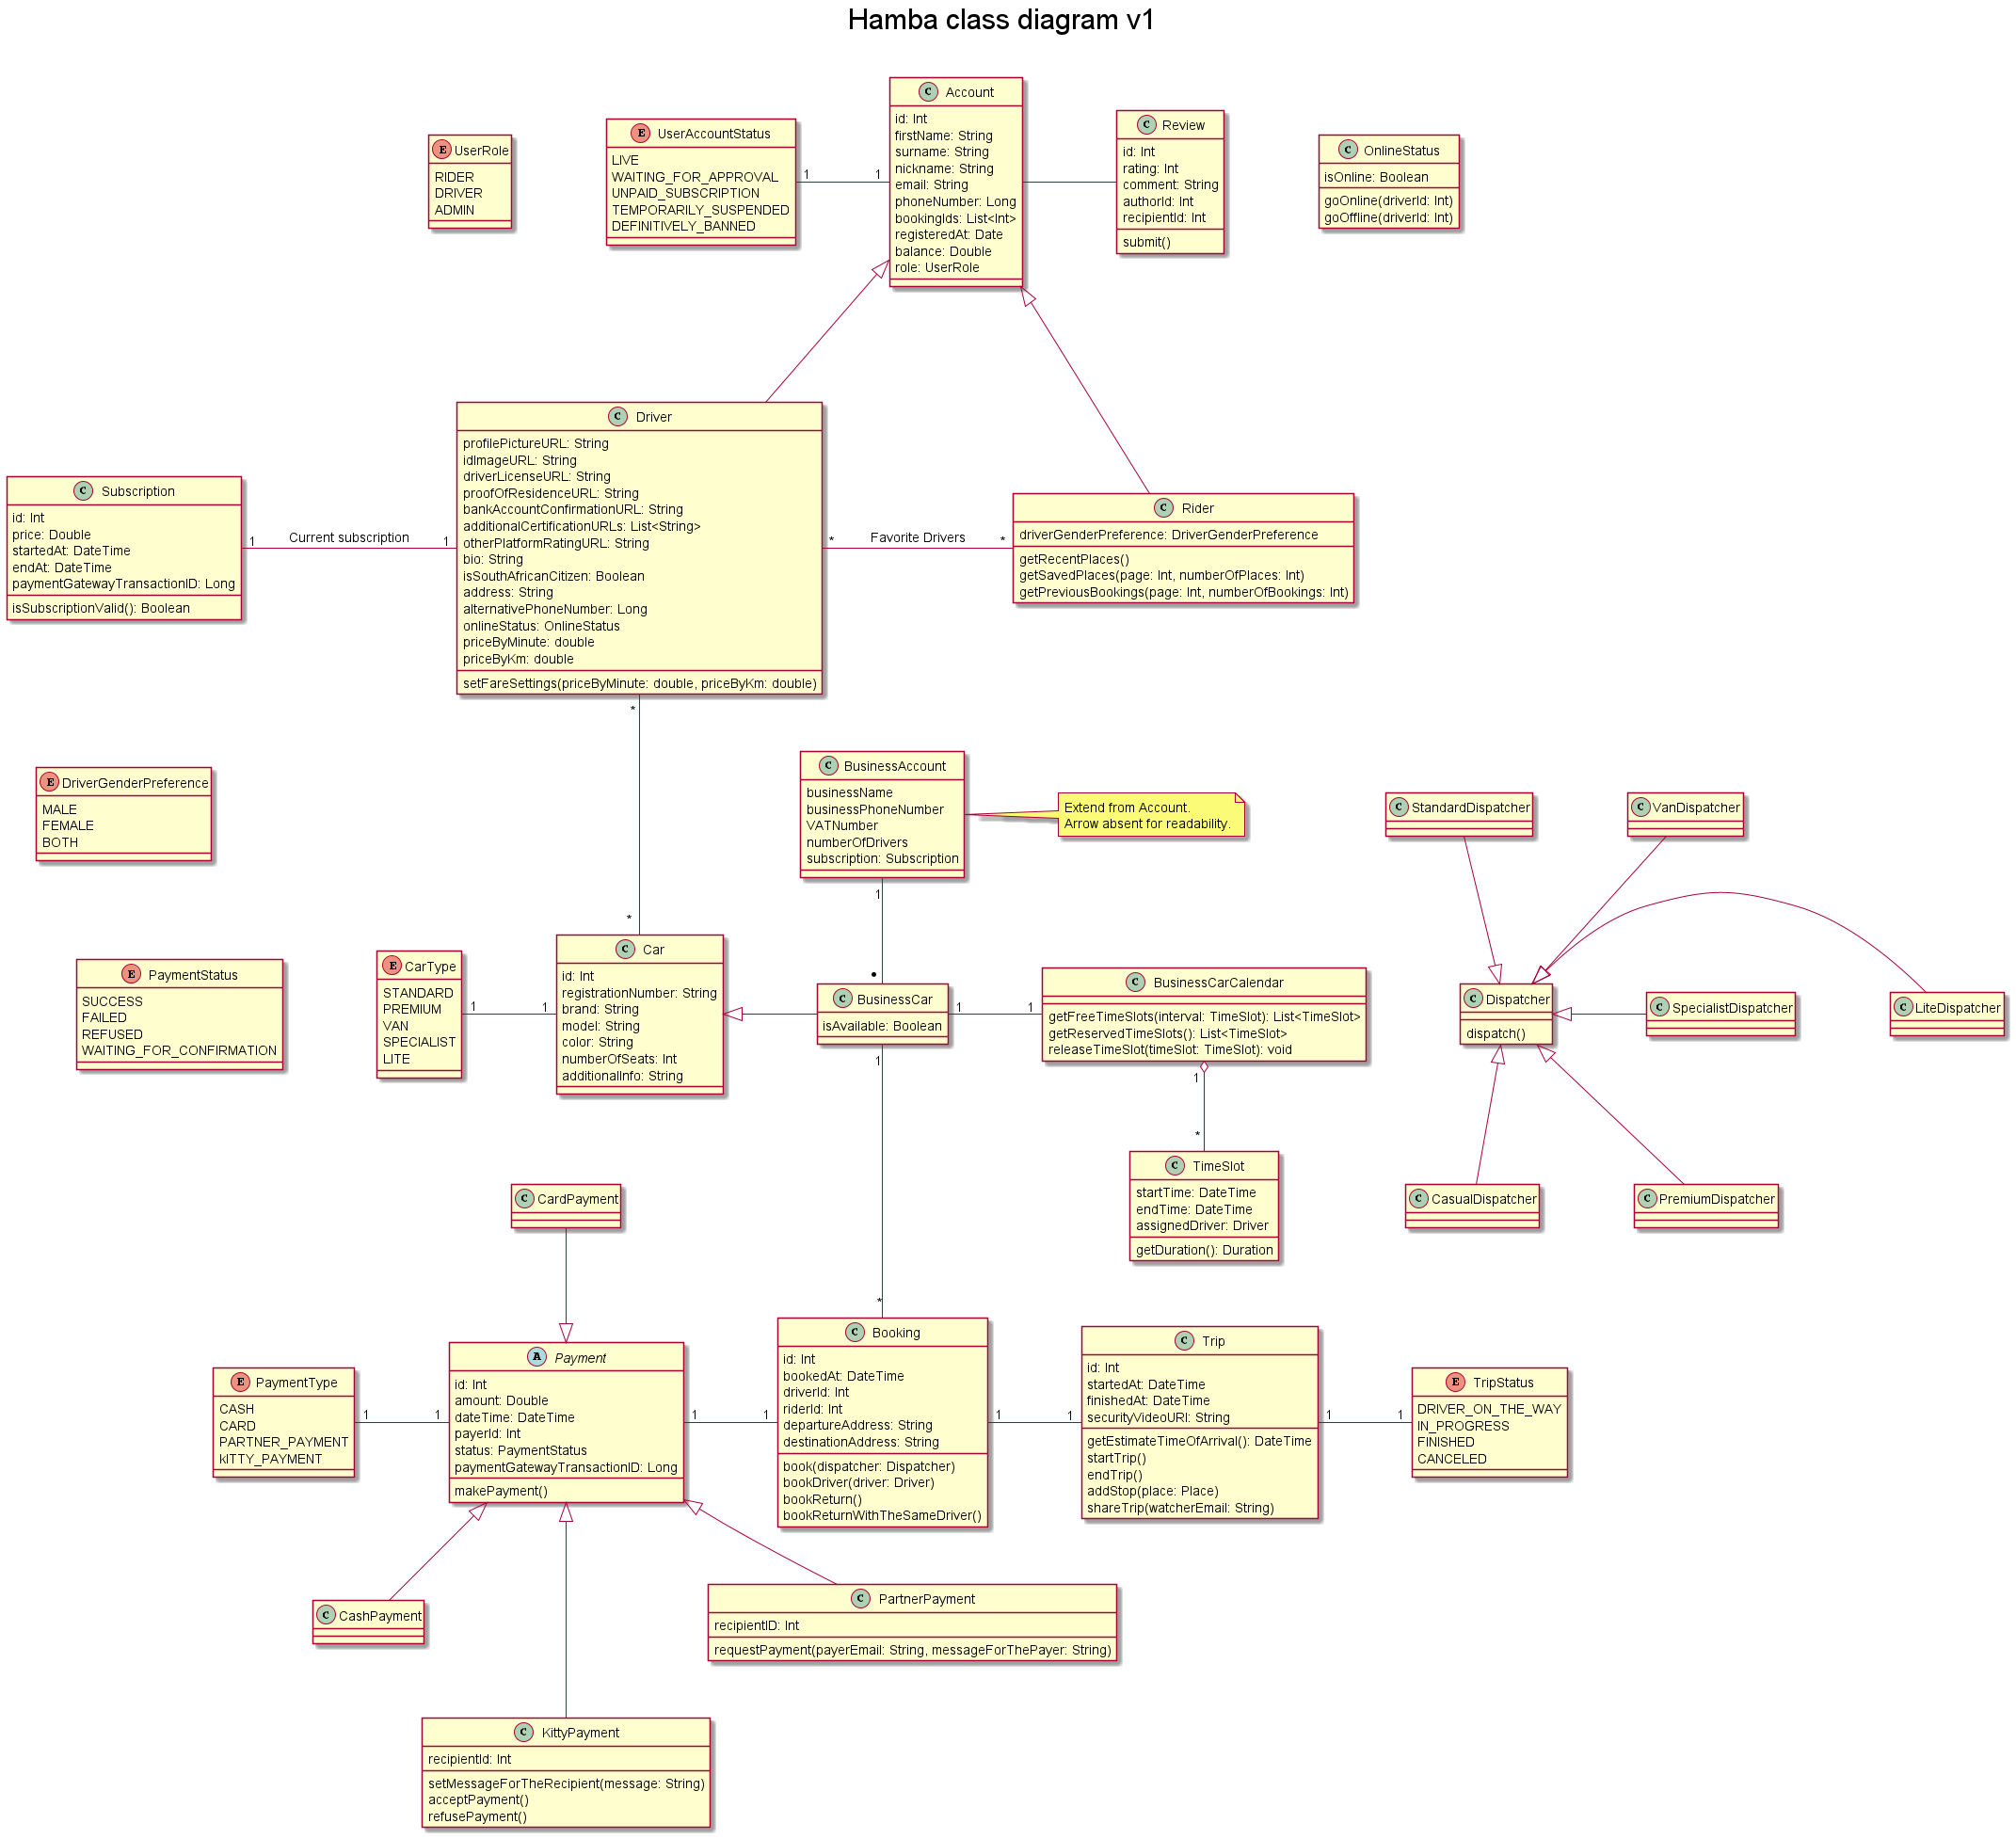 Hamba class diagram v1
C Account
id: Int
firstName: String
surname: String
nickname: String
email: String
phoneNumber: Long
bookingIds: List<Int>
registeredAt: Date
balance: Double
role: UserRole
E UserRole
RIDER
DRIVER
ADMIN
E UserAccountStatus
LIVE
WAITING_FOR_APPROVAL
UNPAID_SUBSCRIPTION
TEMPORARILY_SUSPENDED
DEFINITIVELY_BANNED
1 1
C Review
id: Int
rating: Int
comment: String
authorId: Int
recipientId: Int
submit()
C OnlineStatus
isOnline: Boolean
goOnline(driverId: Int)
goOffline(driverId: Int)
C Driver
profilePictureURL: String
idImageURL: String
driverLicenseURL: String
proofOfResidenceURL: String
bankAccountConfirmationURL: String
additionalCertificationURLs: List<String>
otherPlatformRatingURL: String
bio: String
isSouthAfricanCitizen: Boolean
address: String
alternativePhoneNumber: Long
onlineStatus: OnlineStatus
priceByMinute: double
priceByKm: double
setFareSettings(priceByMinute: double, priceByKm: double)
C Subscription
id: Int
price: Double
startedAt: DateTime
endAt: DateTime
paymentGatewayTransactionID: Long
isSubscriptionValid(): Boolean
1 Current subscription 1
* Favorite Drivers *
C Rider
driverGenderPreference: DriverGenderPreference
getRecentPlaces()
getSavedPlaces(page: Int, numberOfPlaces: Int)
getPreviousBookings(page: Int, numberOfBookings: Int)
*
*
E DriverGenderPreference
MALE
FEMALE
BOTH
C BusinessAccount
businessName
businessPhoneNumber
VATNumber
numberOfDrivers
subscription: Subscription
Extend from Account.
Arrow absent for readability.
1
•
C StandardDispatcher
C VanDispatcher
E PaymentStatus
SUCCESS
FAILED
REFUSED
WAITING_FOR_CONFIRMATION
E CarType
STANDARD
PREMIUM
VAN
SPECIALIST
LITE
1 1
C Car
id: Int
registrationNumber: String
brand: String
model: String
color: String
numberOfSeats: Int
additionalInfo: String
C BusinessCar
isAvailable: Boolean
1 1
C BusinessCarCalendar
getFreeTimeSlots(interval: TimeSlot): List<TimeSlot>
getReservedTimeSlots(): List<TimeSlot>
releaseTimeSlot(timeSlot: TimeSlot): void
C Dispatcher
dispatch()
C SpecialistDispatcher
C LiteDispatcher
1
*
1
*
C TimeSlot
startTime: DateTime
endTime: DateTime
assignedDriver: Driver
getDuration(): Duration
C CasualDispatcher
C PremiumDispatcher
C CardPayment
E PaymentType
CASH
CARD
PARTNER_PAYMENT
kITTY_PAYMENT
1 1
A Payment
id: Int
amount: Double
dateTime: DateTime
payerId: Int
status: PaymentStatus
paymentGatewayTransactionID: Long
makePayment()
1 1
C Booking
id: Int
bookedAt: DateTime
driverId: Int
riderId: Int
departureAddress: String
destinationAddress: String
book(dispatcher: Dispatcher)
bookDriver(driver: Driver)
bookReturn()
bookReturnWithTheSameDriver()
1 1
C Trip
id: Int
startedAt: DateTime
finishedAt: DateTime
securityVideoURI: String
getEstimateTimeOfArrival(): DateTime
startTrip()
endTrip()
addStop(place: Place)
shareTrip(watcherEmail: String)
1 1
E TripStatus
DRIVER_ON_THE_WAY
IN_PROGRESS
FINISHED
CANCELED
C CashPayment
C PartnerPayment
recipientID: Int
requestPayment(payerEmail: String, messageForThePayer: String)
C KittyPayment
recipientId: Int
setMessageForTheRecipient(message: String)
acceptPayment()
refusePayment()